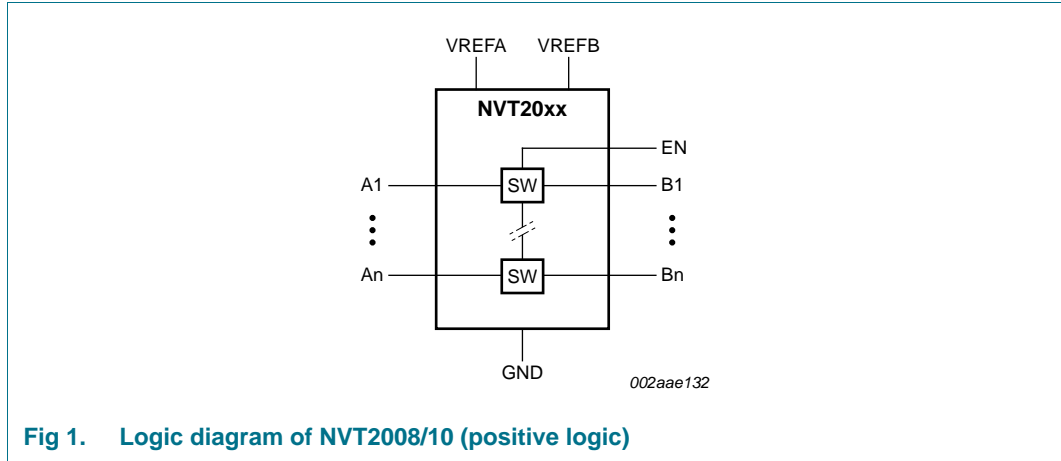 VREFA VREFB
NVT20xx
EN
A1 SW B1
An SW Bn
GND
002aae132
Fig 1. Logic diagram of NVT2008/10 (positive logic)